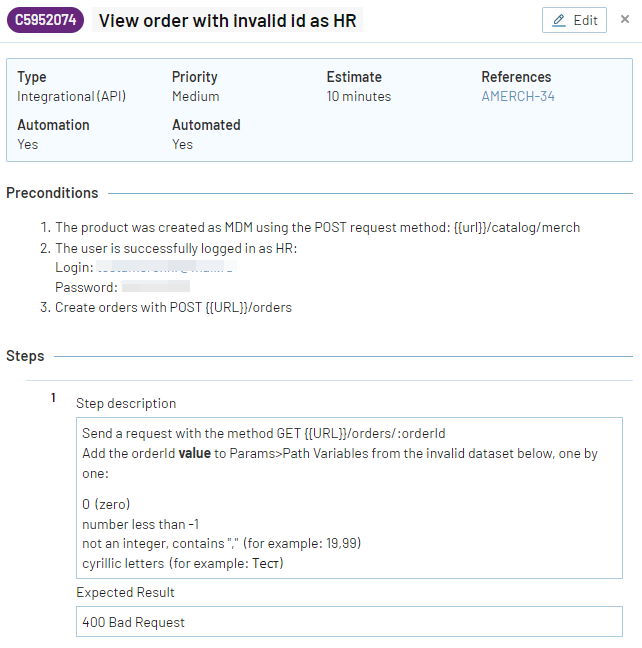 C5952074 View order with invalid id as HR Edit ×
Type Priority Estimate References
Integrational (API) Medium 10 minutes AMERCH-34
Automation Automated
Yes Yes
Preconditions
1. The product was created as MDM using the POST request method: {{url}}/catalog/merch
2. The user is successfully logged in as HR:
Login:
Password:
3. Create orders with POST {{URL}}/orders
Steps
1
Step description
Send a request with the method GET {{URL}}/orders/:orderId
Add the orderId value to Params>Path Variables from the invalid dataset below, one by
one:
0 (zero)
number less than -1
not an integer, contains "," (for example: 19,99)
cyrillic letters (for example: Тест)
Expected Result
400 Bad Request